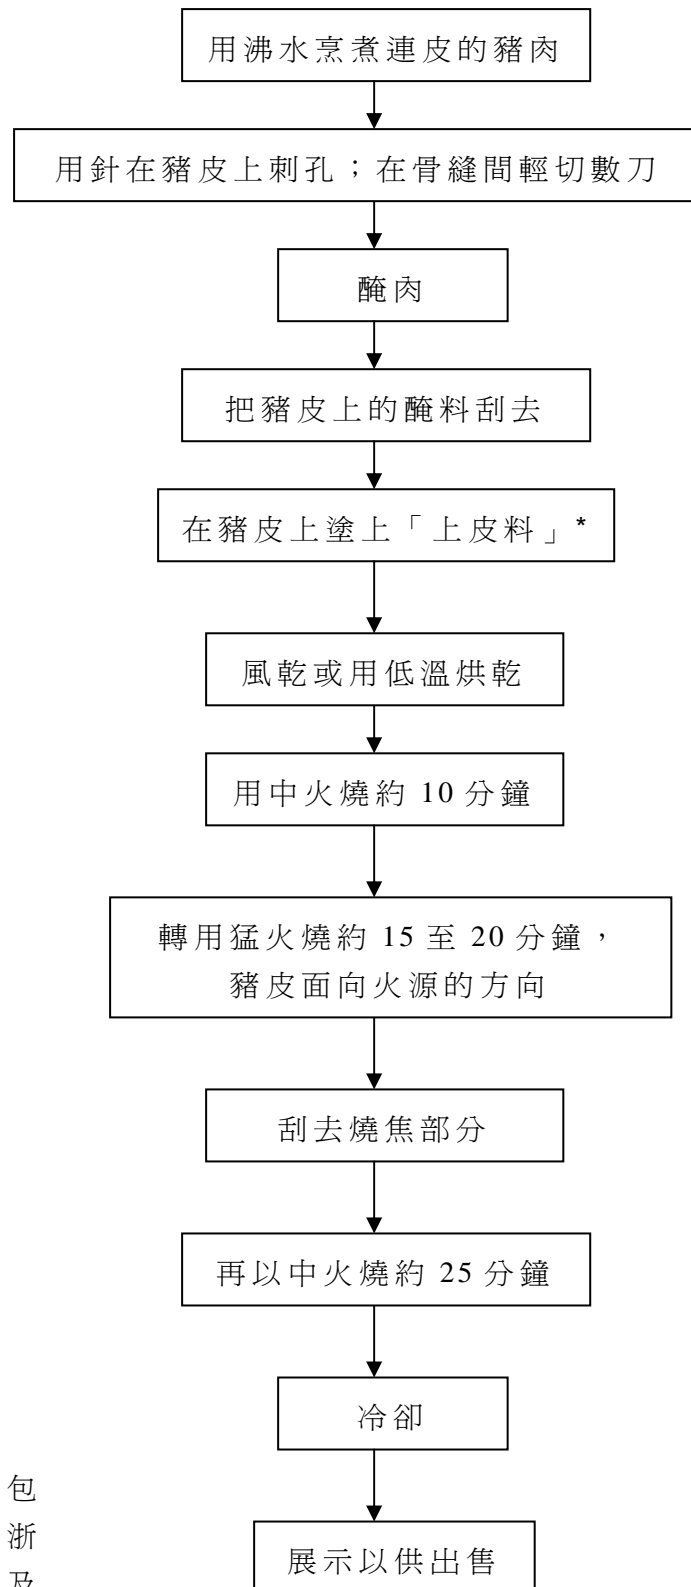 用沸水烹煮連皮的豬肉
用針在豬皮上刺孔；在骨縫間輕切數刀
醃肉
把豬皮上的醃料刮去
在豬皮上塗上「上皮料」*
風乾或用低溫烘乾
用中火燒約 10 分鐘
轉用猛火燒約 15 至 20 分鐘，
豬皮面向火源的方向
刮去燒焦部分
再以中火燒約 25 分鐘
冷卻
包
浙
展示以供出售
及